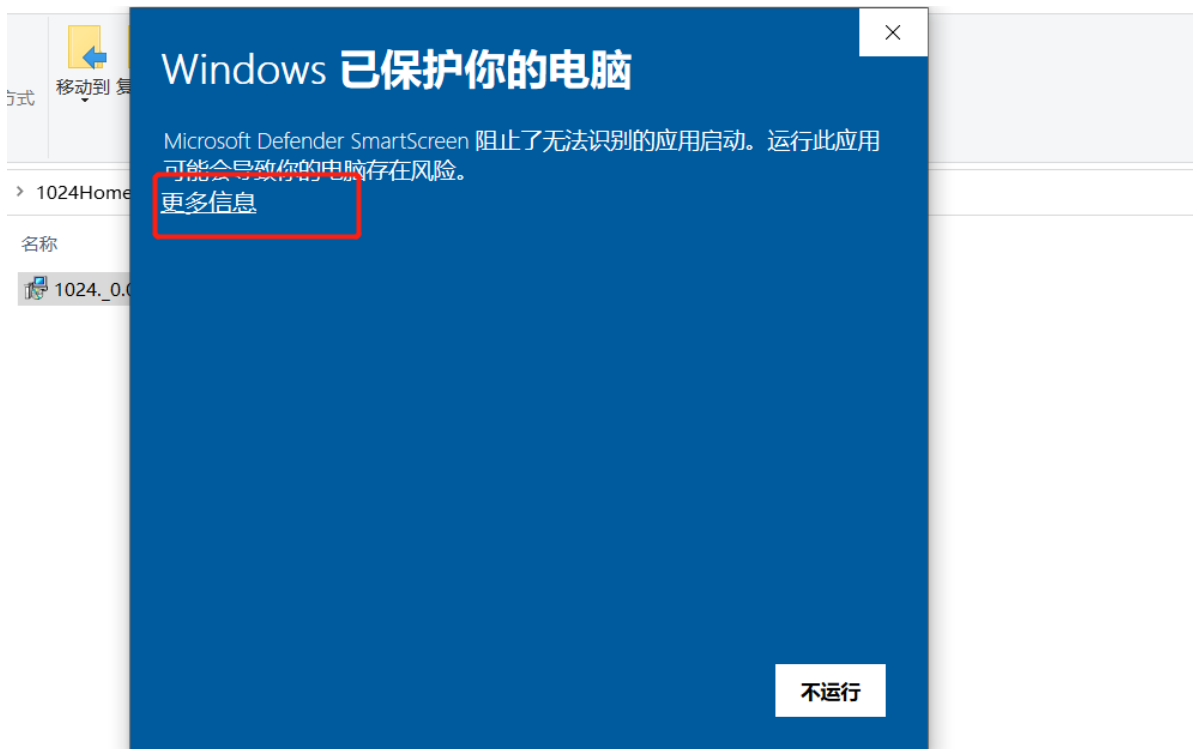 Windows 已保护你的电脑
移动到 复
方式
Microsoft Defender SmartScreen 阻止了无法识别的应用启动。运行此应用
可能会导致你的电脑存在风险。
1024Home
更多信息
名称
1024._0.0
不运行